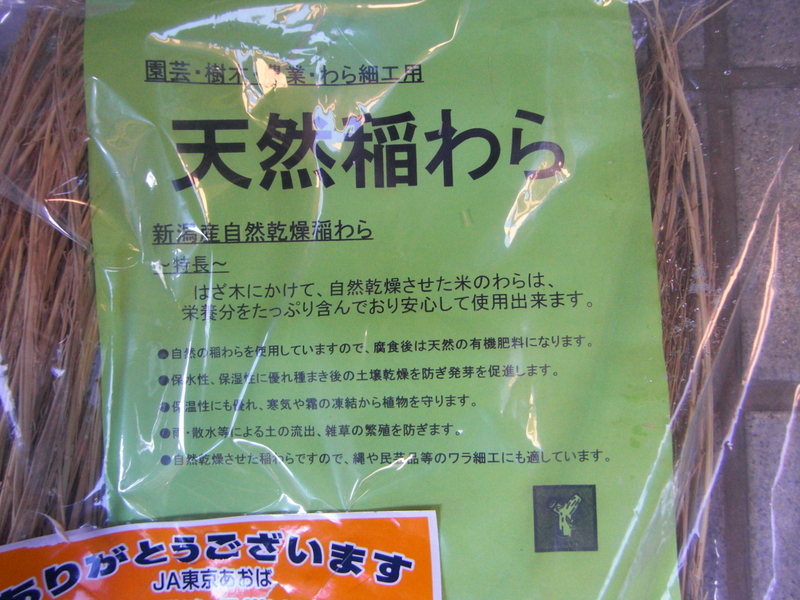 園芸・樹木 業・わら細工用
天然稲わら
新潟産自然乾燥稲わら
～特長～
はざ木にかけて、自然乾燥させた米のわらは、
栄養分をたっぷり含んでおり安心して使用出来ます。
●自然の稲わらを使用していますので、腐食後は天然の有機肥料になります。
●保水性、保湿性に優れ種まき後の土壌乾燥を防ぎ発芽を促進します。
●保温性にも優れ、寒気や霜の凍結から植物を守ります。
●雨・散水等による土の流出、雑草の繁殖を防ぎます。
●自然乾燥させた稲わらですので、縄や民芸品等のワラ細工にも適しています。
ありがとうございます
JA東京あおば